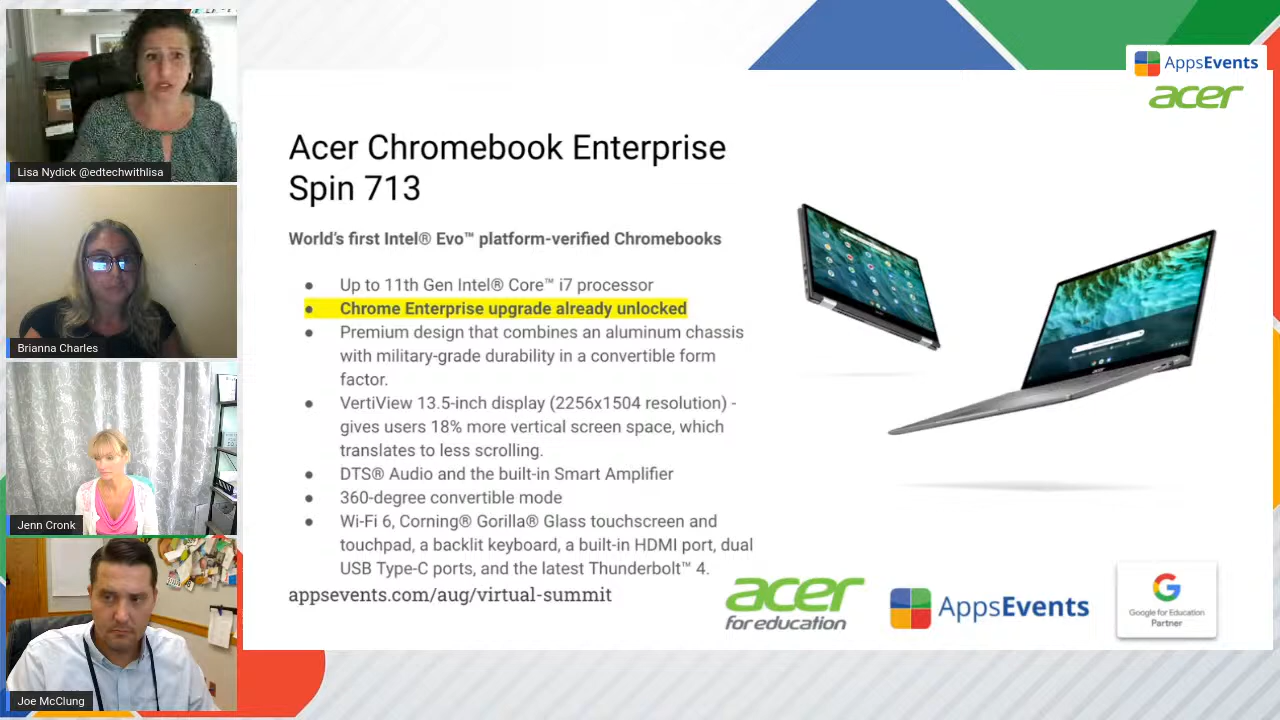 Lisa Nydick @edtechwithlisa
Brianna Charles
Jenn Cronk
Joe McClung
AppsEvents
acer
Acer Chromebook Enterprise
Spin 713
World's first Intel® Evo™ platform-verified Chromebooks
● Up to 11th Gen Intel® Core™ i7 processor
● Chrome Enterprise upgrade already unlocked
● Premium design that combines an aluminum chassis
with military-grade durability in a convertible form
factor.
● VertiView 13.5-inch display (2256x1504 resolution) -
gives users 18% more vertical screen space, which
translates to less scrolling.
● DTS® Audio and the built-in Smart Amplifier
● 360-degree convertible mode
● Wi-Fi 6, Corning® Gorilla® Glass touchscreen and
touchpad, a backlit keyboard, a built-in HDMI port, dual
USB Type-C ports, and the latest Thunderbolt™ 4.
appsevents.com/aug/virtual-summit
acer
for education
AppsEvents
Google for Education
Partner